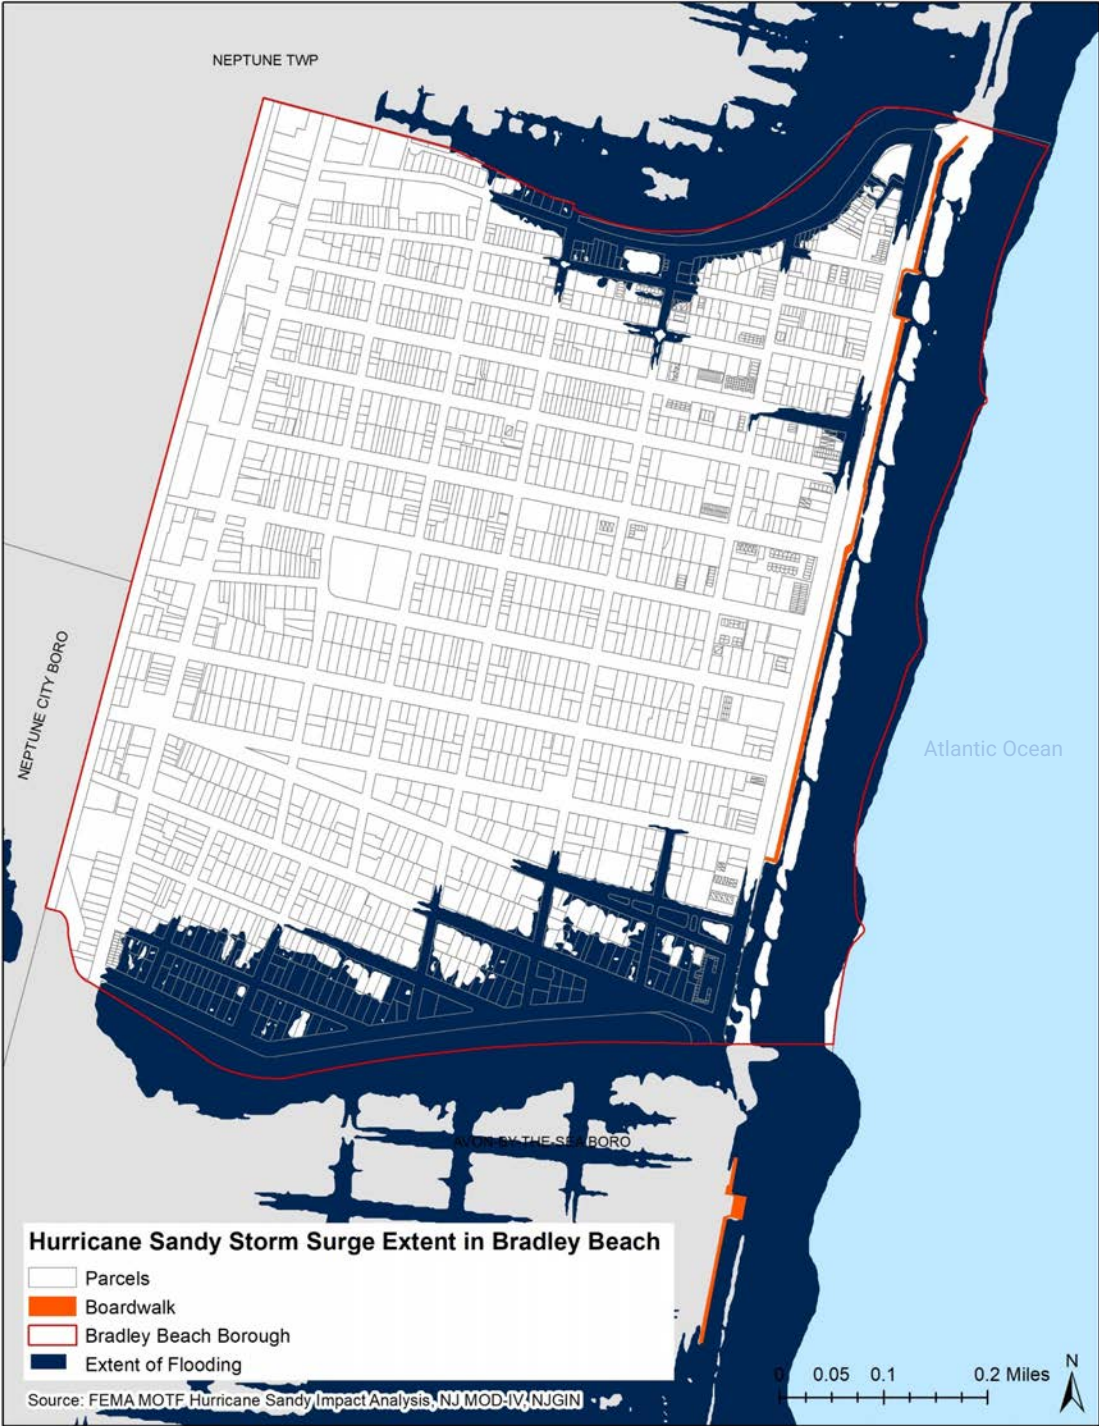 NEPTUNE TWP
NEPTUNE CITY BORO
Atlantic Ocean
AVON-BY-THE-SEA BORO
Hurricane Sandy Storm Surge Extent in Bradley Beach
Parcels
Boardwalk
Bradley Beach Borough
Extent of Flooding
Source: FEMA MOTF Hurricane Sandy Impact Analysis, NJ MOD-IV, NJGIN
0 0.05 0.1 0.2 Miles
N